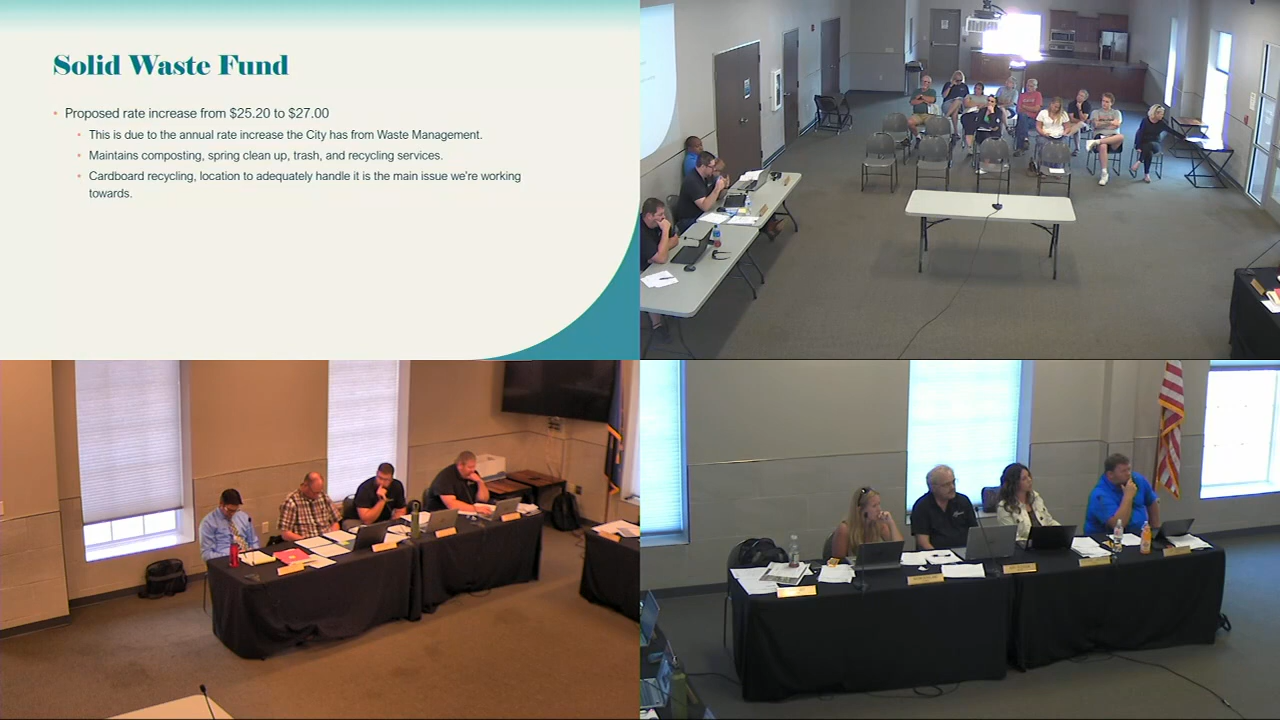 Solid Waste Fund
• Proposed rate increase from $25.20 to $27.00
• This is due to the annual rate increase the City has from Waste Management.
• Maintains composting, spring clean up, trash, and recycling services.
• Cardboard recycling, location to adequately handle it is the main issue we're working
towards.